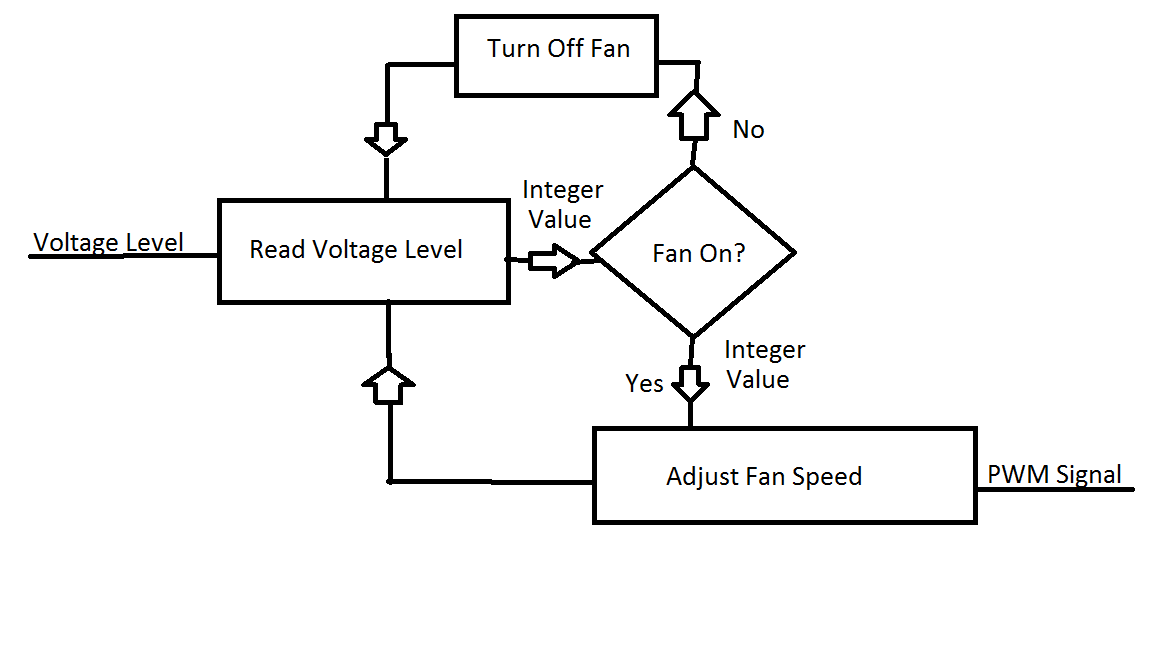 Turn Off Fan
No
Integer
Value
Voltage Level
Read Voltage Level
Fan On?
Integer
Value
Yes
Adjust Fan Speed
PWM Signal